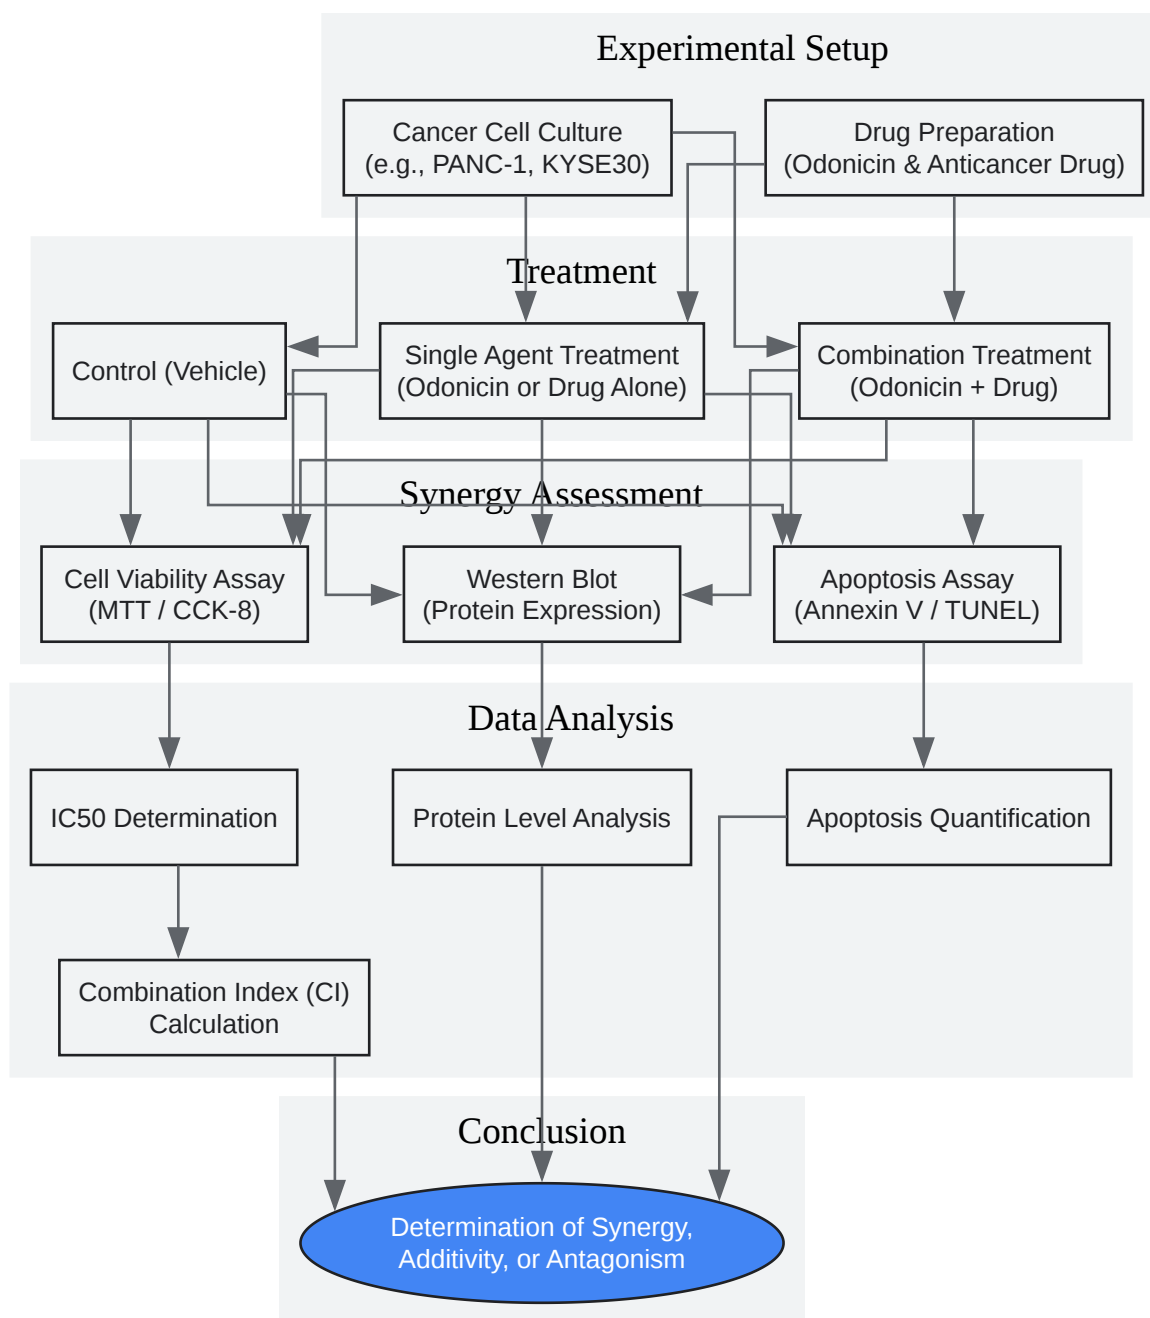 Experimental Setup
Cancer Cell Culture
(e.g., PANC-1, KYSE30)
Drug Preparation
(Odonicin & Anticancer Drug)
Treatment
Control (Vehicle)
Single Agent Treatment
(Odonicin or Drug Alone)
Combination Treatment
(Odonicin + Drug)
Synergy Assessment
Cell Viability Assay
(MTT / CCK-8)
Western Blot
(Protein Expression)
Apoptosis Assay
(Annexin V / TUNEL)
Data Analysis
IC50 Determination
Protein Level Analysis
Apoptosis Quantification
Combination Index (CI)
Calculation
Conclusion
Determination of Synergy,
Additivity, or Antagonism